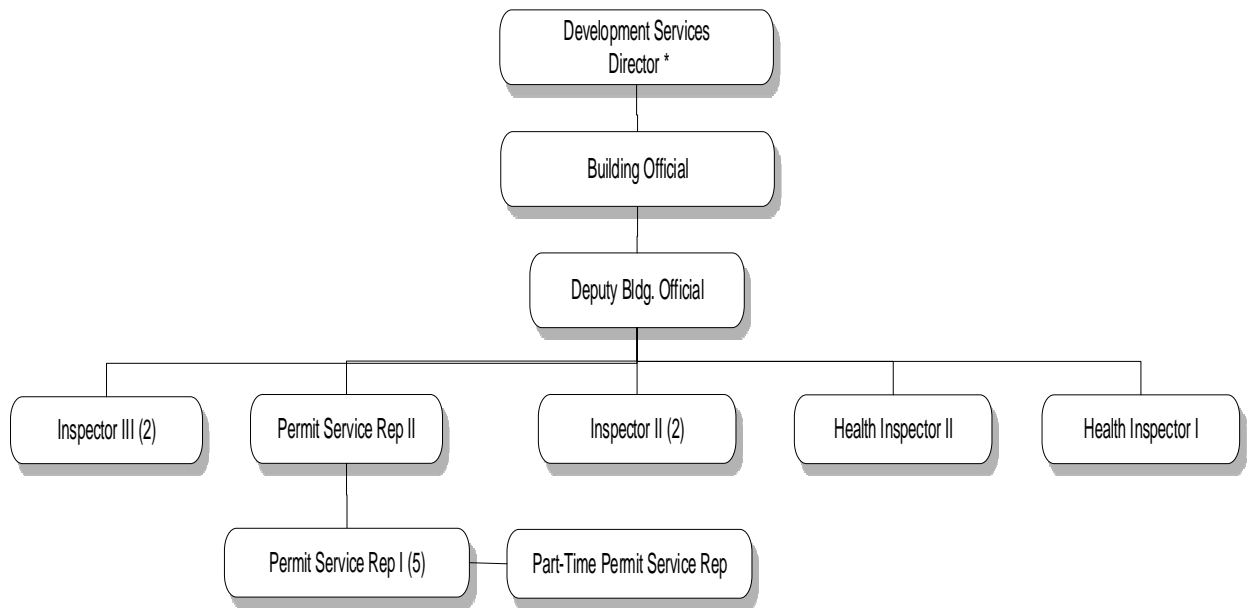 Development Services
Director *
Building Official
Deputy Bldg. Official
Inspector III (2)
Permit Service Rep II
Inspector II (2)
Health Inspector II
Health Inspector I
Permit Service Rep I (5)
Part-Time Permit Service Rep